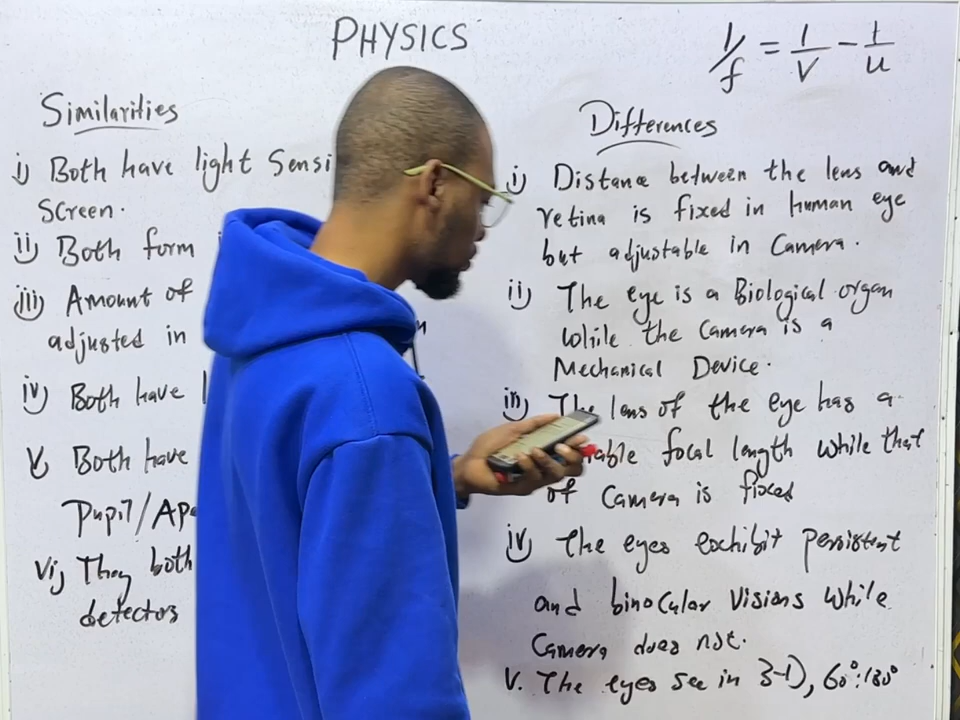 PHYSICS
1/f = 1/v - 1/u
Similarities
i) Both have light Sensi
Screen.
ii) Both form
iii) Amount of
adjusted in
iv) Both have
v Both have
Pupil/Ape
vi) They both
detectors
Differences
i) Distance between the lens and
retina is fixed in human eye
but adjustable in Camera.
ii) The eye is a Biological organ
While the Camera is a
Mechanical Device.
iii) The lens of the eye has a
iable focal length while that
of Camera is fixed
iv) the eyes exhibit persistent
and binocular visions while
Camera does not.
V. The eyes see in 3-D, 60°:180°